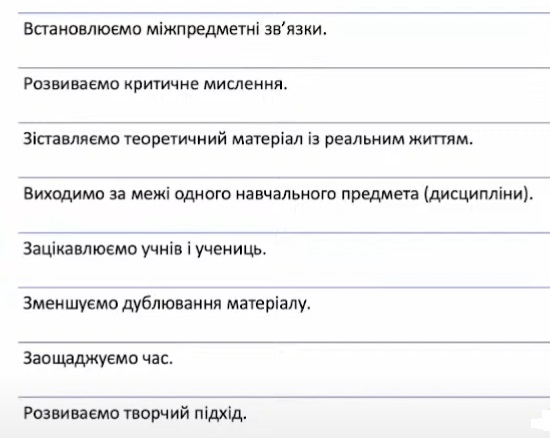 Встановлюємо міжпредметні зв’язки.
Розвиваємо критичне мислення.
Зіставляємо теоретичний матеріал із реальним життям.
Виходимо за межі одного навчального предмета (дисципліни).
Зацікавлюємо учнів і учениць.
Зменшуємо дублювання матеріалу.
Заощаджуємо час.
Розвиваємо творчий підхід.